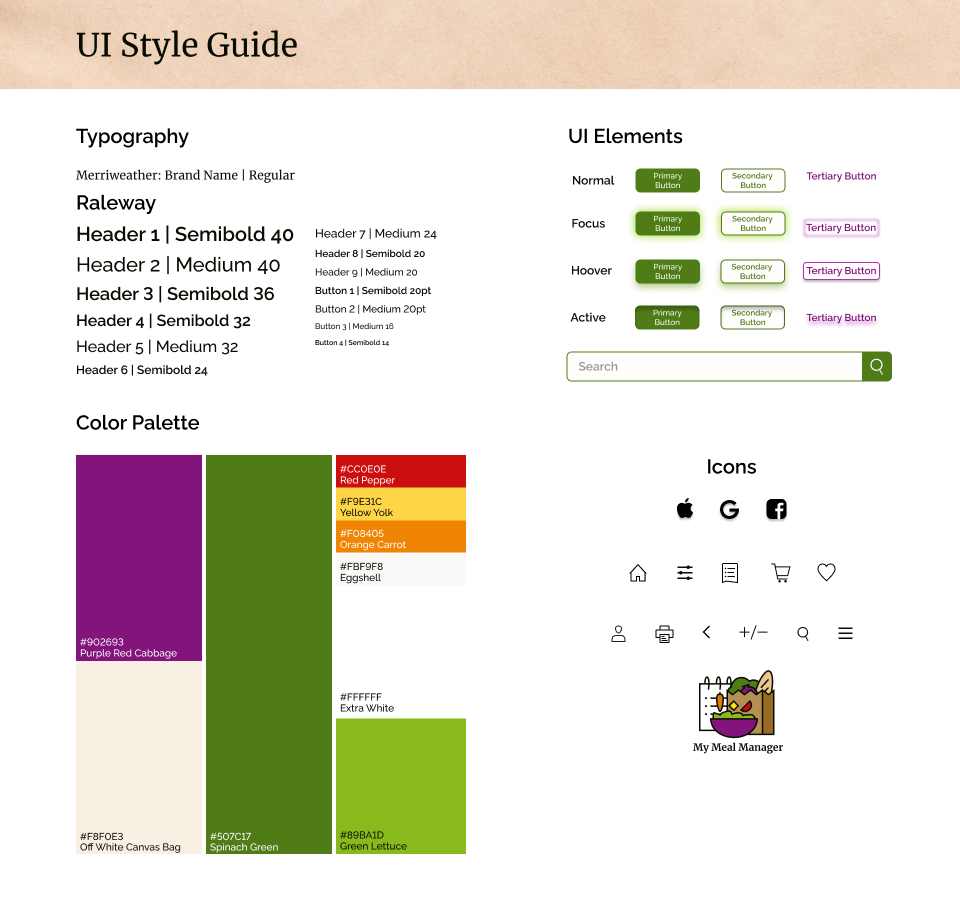 UI Style Guide
Typography
Merriweather: Brand Name | Regular
Raleway
Header 1 | Semibold 40
Header 2 | Medium 40
Header 3 | Semibold 36
Header 4 | Semibold 32
Header 5 | Medium 32
Header 6 | Semibold 24
Header 7 | Medium 24
Header 8 | Semibold 20
Header 9 | Medium 20
Button 1 | Semibold 20pt
Button 2 | Medium 20pt
Button 3 | Medium 16
Button 4 | Semibold 14
UI Elements
Normal
Primary
Button
Secondary
Button
Tertiary Button
Focus
Primary
Button
Secondary
Button
Tertiary Button
Hoover
Primary
Button
Secondary
Button
Tertiary Button
Active
Primary
Button
Secondary
Button
Tertiary Button
Search
Color Palette
#902693
Purple Red Cabbage
#F8F0E3
Off White Canvas Bag
#507C17
Spinach Green
#CC0E0E
Red Pepper
#F9E31C
Yellow Yolk
#F08405
Orange Carrot
#FBF9F8
Eggshell
#FFFFFF
Extra White
#89BA1D
Green Lettuce
Icons
+/−
My Meal Manager